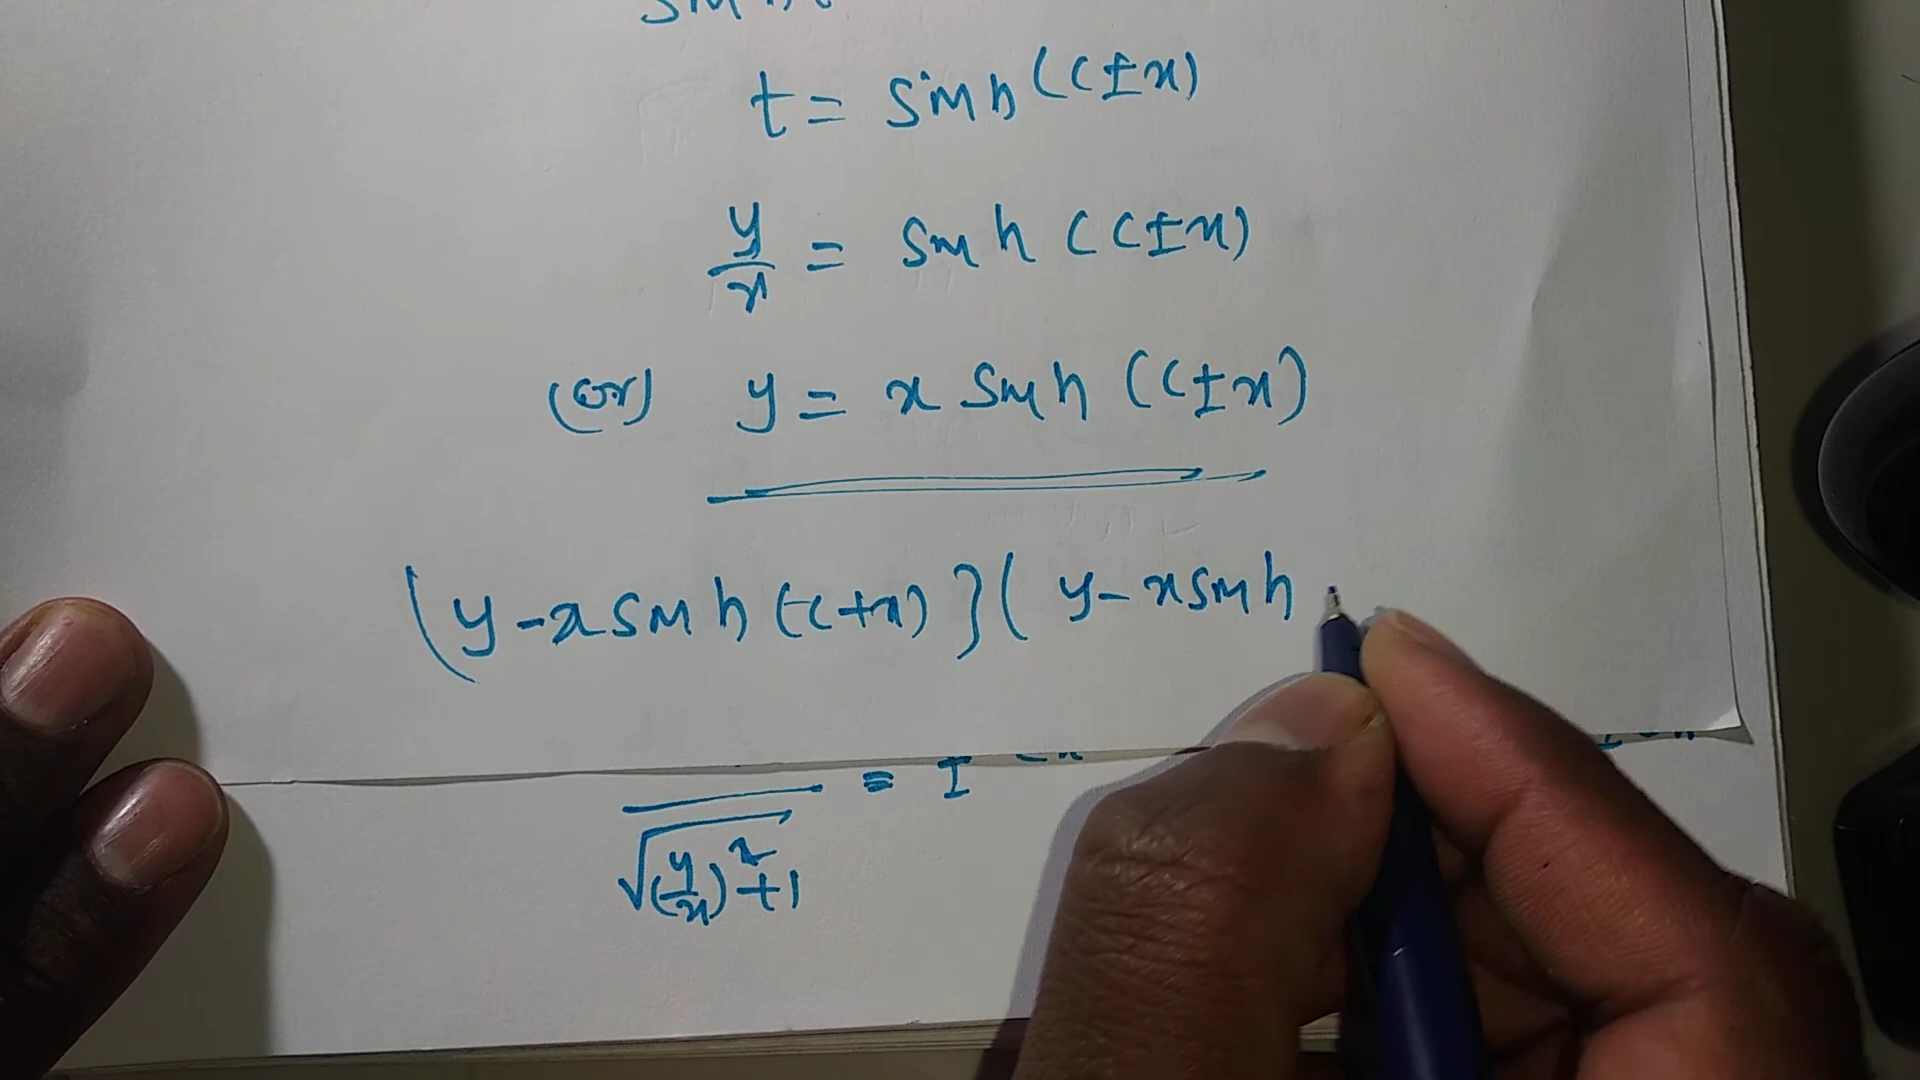 t = sinh (c±x)
y/x = sinh (c±x)
(or) y = x sinh (c±x)
(y - x sinh (c+x)} ( y - x sinh
= I
√(y/x)²+1